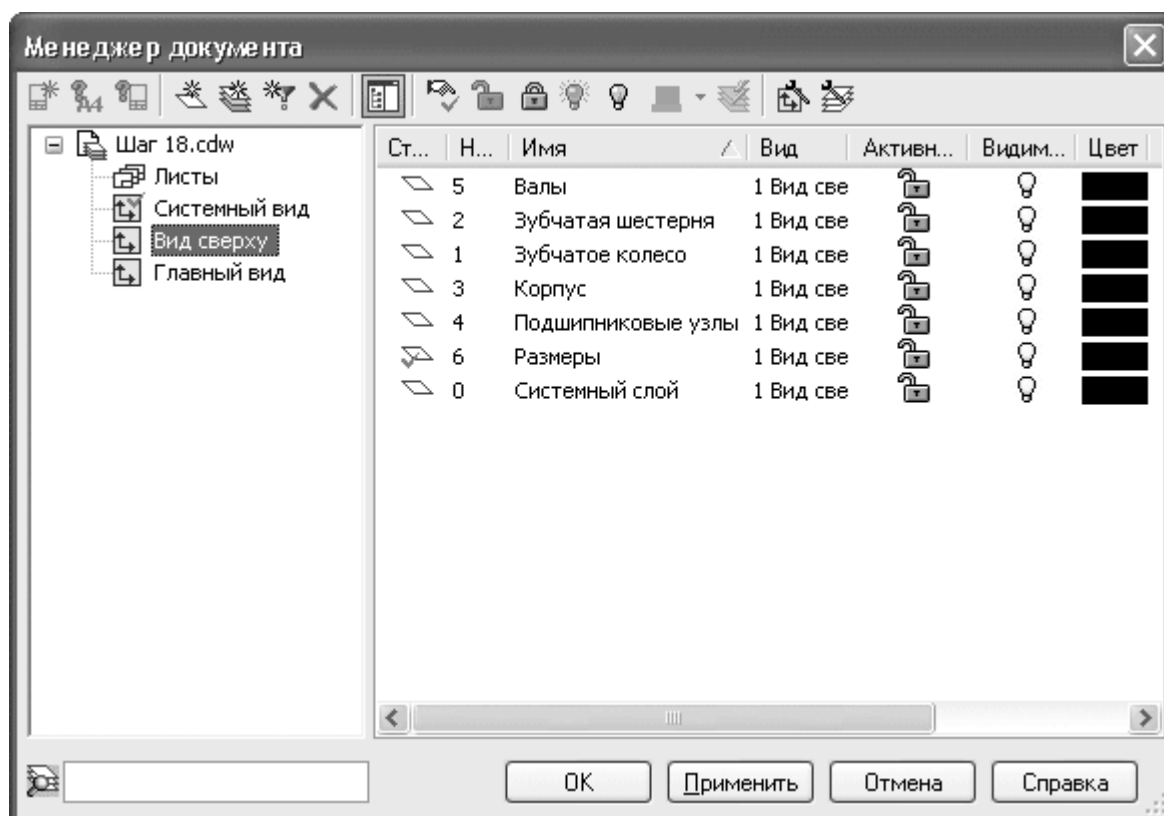 Менеджер документа
Шаг 18.cdw
Листы
Системный вид
Вид сверху
Главный вид
Ст... Н... Имя Вид Активн... Видим... Цвет
5 Валы 1 Вид све
2 Зубчатая шестерня 1 Вид све
1 Зубчатое колесо 1 Вид све
3 Корпус 1 Вид све
4 Подшипниковые узлы 1 Вид све
6 Размеры 1 Вид све
0 Системный слой 1 Вид све
OK Применить Отмена Справка